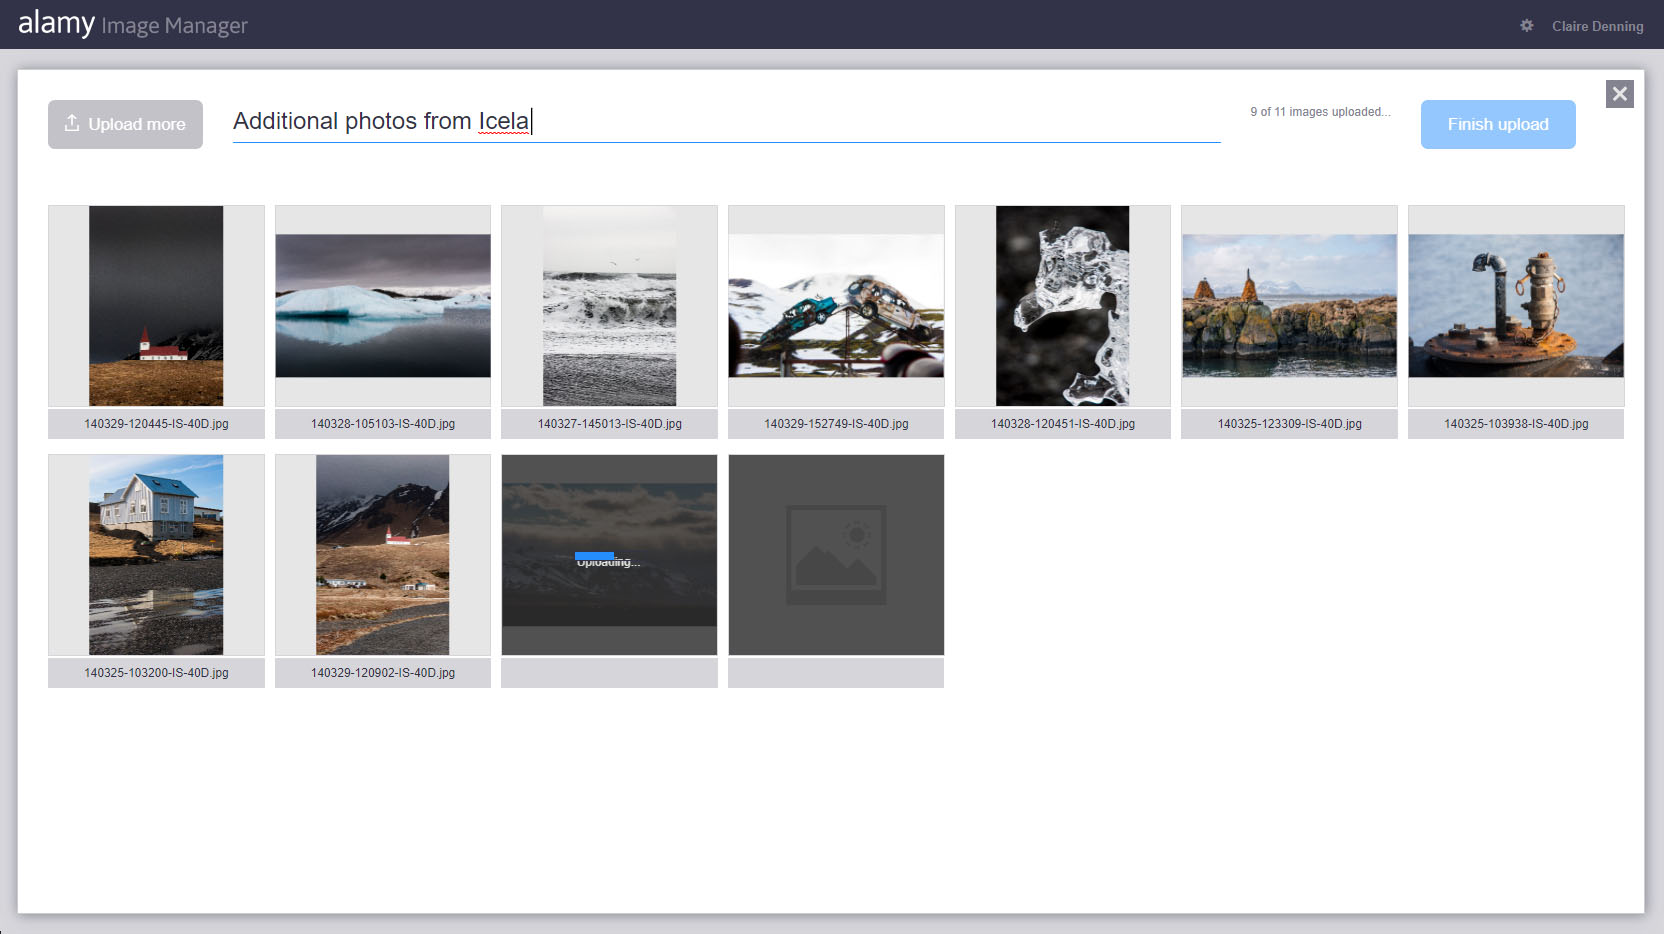 alamy Image Manager
Claire Denning
Upload more
Additional photos from Icela
9 of 11 images uploaded...
Finish upload
140329-120445-IS-40D.jpg
140328-105103-IS-40D.jpg
140327-145013-IS-40D.jpg
140329-152749-IS-40D.jpg
140328-120451-IS-40D.jpg
140325-123309-IS-40D.jpg
140325-103938-IS-40D.jpg
Uploading...
140325-103200-IS-40D.jpg
140329-120902-IS-40D.jpg